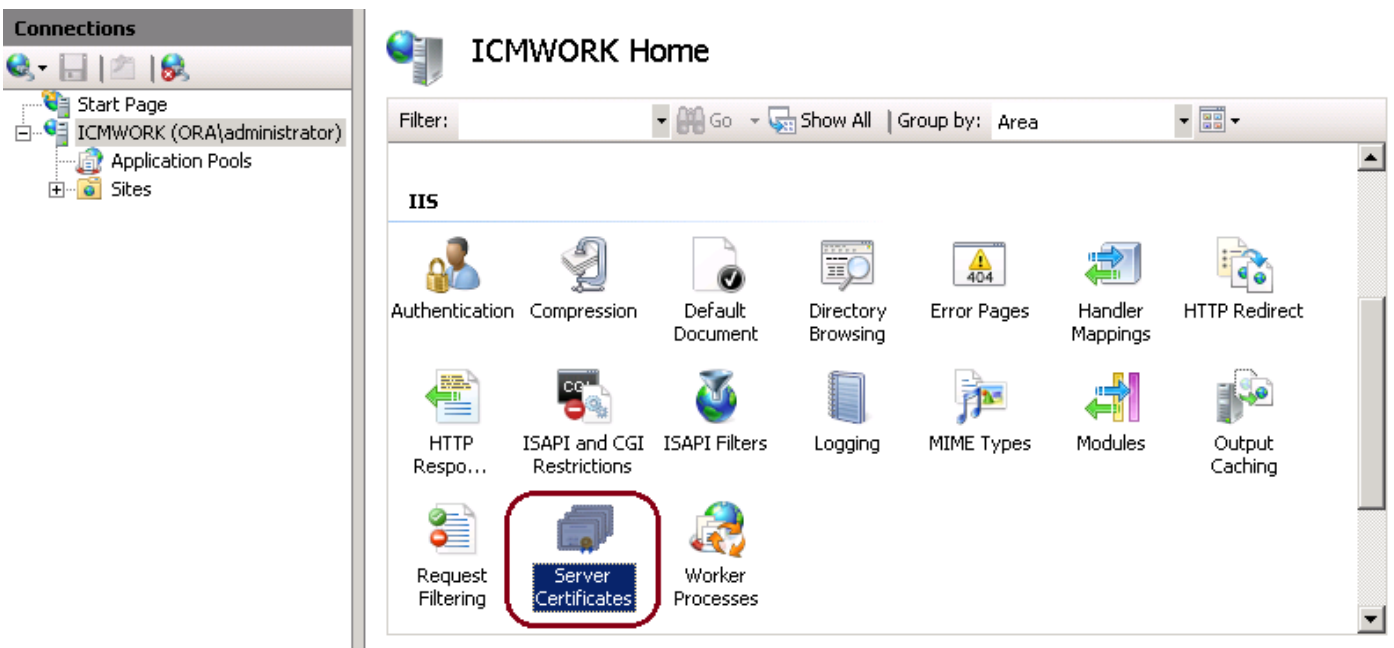 Connections
ICMWORK Home
Start Page
ICMWORK (ORA\administrator)
Application Pools
Sites
Filter:
Go
Show All
Group by: Area
IIS
Authentication
Compression
Default
Document
Directory
Browsing
404
Error Pages
Handler
Mappings
HTTP Redirect
HTTP
Respo...
CGI
ISAPI and CGI
Restrictions
ISAPI Filters
Logging
MIME Types
Modules
Output
Caching
Request
Filtering
Server
Certificates
Worker
Processes